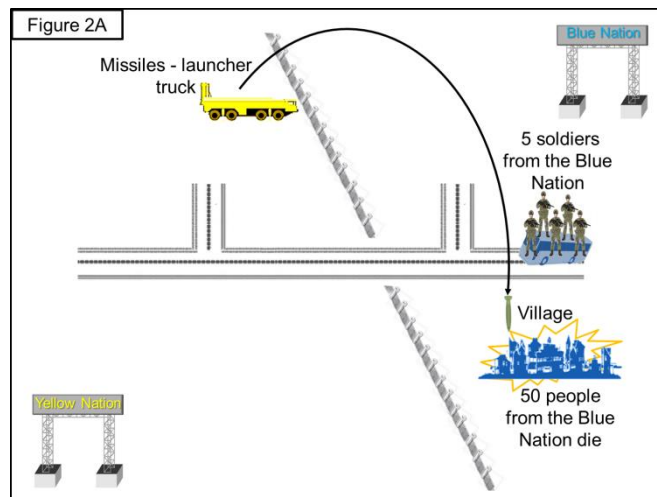 Figure 2A
Blue Nation
Missiles - launcher
truck
5 soldiers
from the Blue
Nation
Village
50 people
from the Blue
Nation die
Yellow Nation